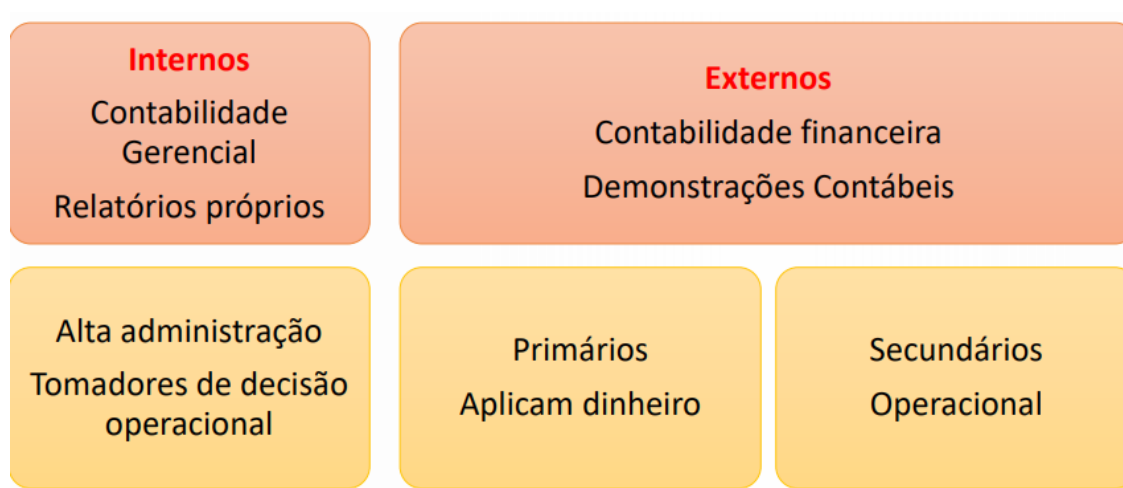 Internos
Contabilidade
Gerencial
Relatórios próprios
Externos
Contabilidade financeira
Demonstrações Contábeis
Alta administração
Tomadores de decisão
operacional
Primários
Aplicam dinheiro
Secundários
Operacional